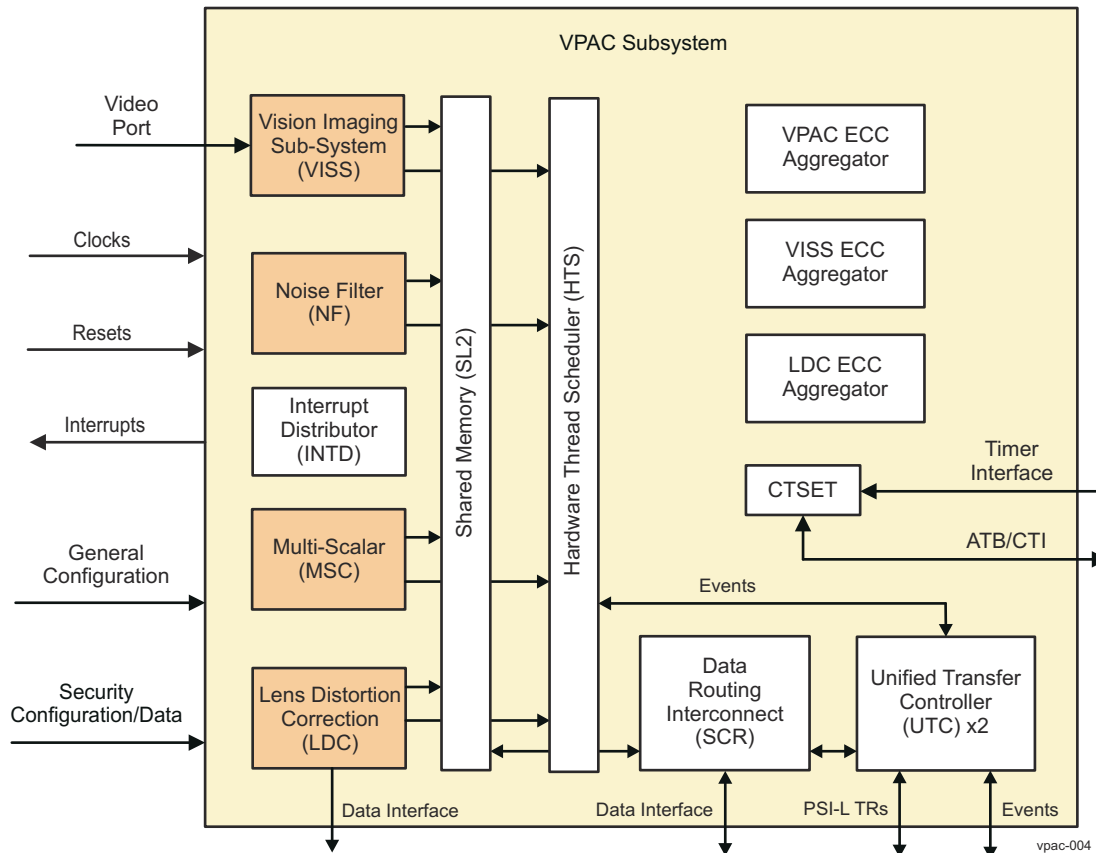 VPAC Subsystem
Video
Port
Vision Imaging
Sub-System
(VISS)
VPAC ECC
Aggregator
Clocks
Noise Filter
(NF)
VISS ECC
Aggregator
Resets
LDC ECC
Aggregator
Interrupts
Interrupt
Distributor
(INTD)
Shared Memory (SL2)
Hardware Thread Scheduler (HTS)
Timer
Interface
CTSET
ATB/CTI
General
Configuration
Multi-Scalar
(MSC)
Events
Security
Configuration/Data
Lens Distortion
Correction
(LDC)
Data
Routing
Interconnect
(SCR)
Unified Transfer
Controller
(UTC) x2
Data Interface
Data Interface
PSI-L TRs
Events
vpac-004